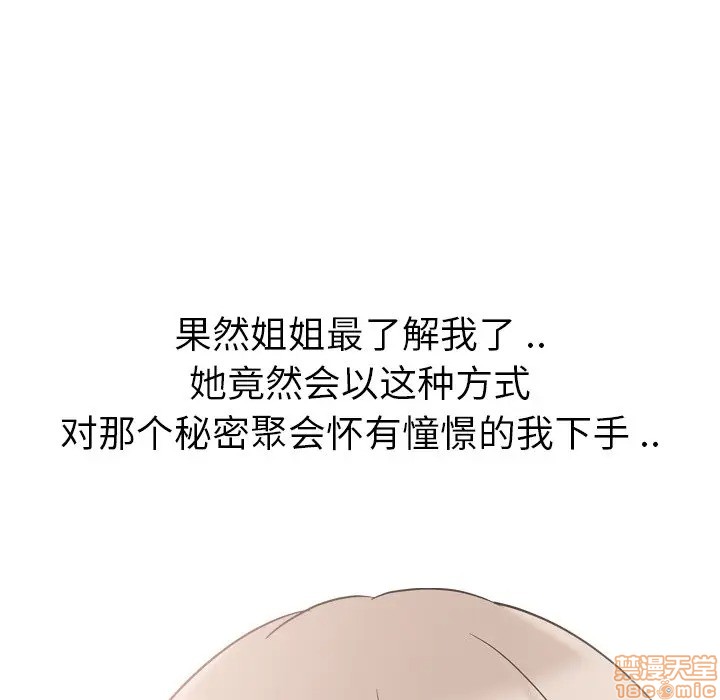 果然姐姐最了解我了 ..
她竟然会以这种方式
对那个秘密聚会怀有憧憬的我下手 ..
禁漫天堂
18comic